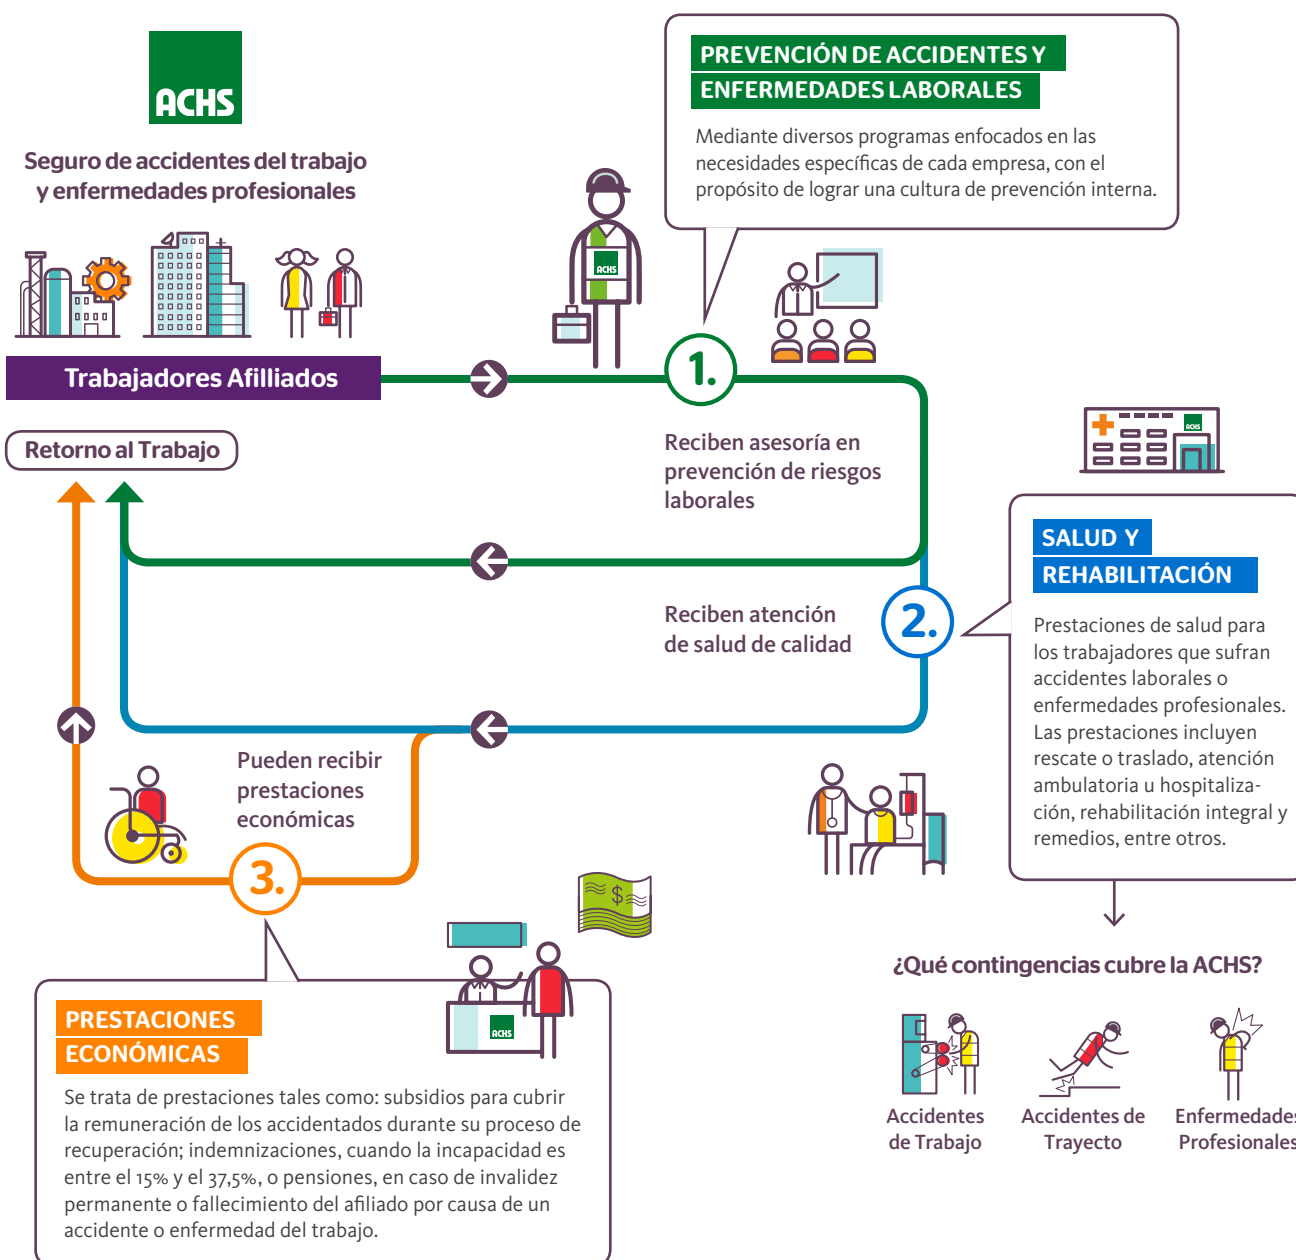 ACHS
Seguro de accidentes del trabajo
y enfermedades profesionales
Trabajadores Afilliados
Retorno al Trabajo
PREVENCIÓN DE ACCIDENTES Y
ENFERMEDADES LABORALES
Mediante diversos programas enfocados en las
necesidades específicas de cada empresa, con el
propósito de lograr una cultura de prevención interna.
ACHS
1.
Reciben asesoría en
prevención de riesgos
laborales
ACHS
SALUD Y
REHABILITACIÓN
Prestaciones de salud para
los trabajadores que sufran
accidentes laborales o
enfermedades profesionales.
Las prestaciones incluyen
rescate o traslado, atención
ambulatoria u hospitaliza-
ción, rehabilitación integral y
remedios, entre otros.
2.
Reciben atención
de salud de calidad
Pueden recibir
prestaciones
económicas
3.
$
ACHS
PRESTACIONES
ECONÓMICAS
Se trata de prestaciones tales como: subsidios para cubrir
la remuneración de los accidentados durante su proceso de
recuperación; indemnizaciones, cuando la incapacidad es
entre el 15% y el 37,5%, o pensiones, en caso de invalidez
permanente o fallecimiento del afiliado por causa de un
accidente o enfermedad del trabajo.
¿Qué contingencias cubre la ACHS?
Accidentes
de Trabajo
Accidentes de
Trayecto
Enfermedades
Profesionales